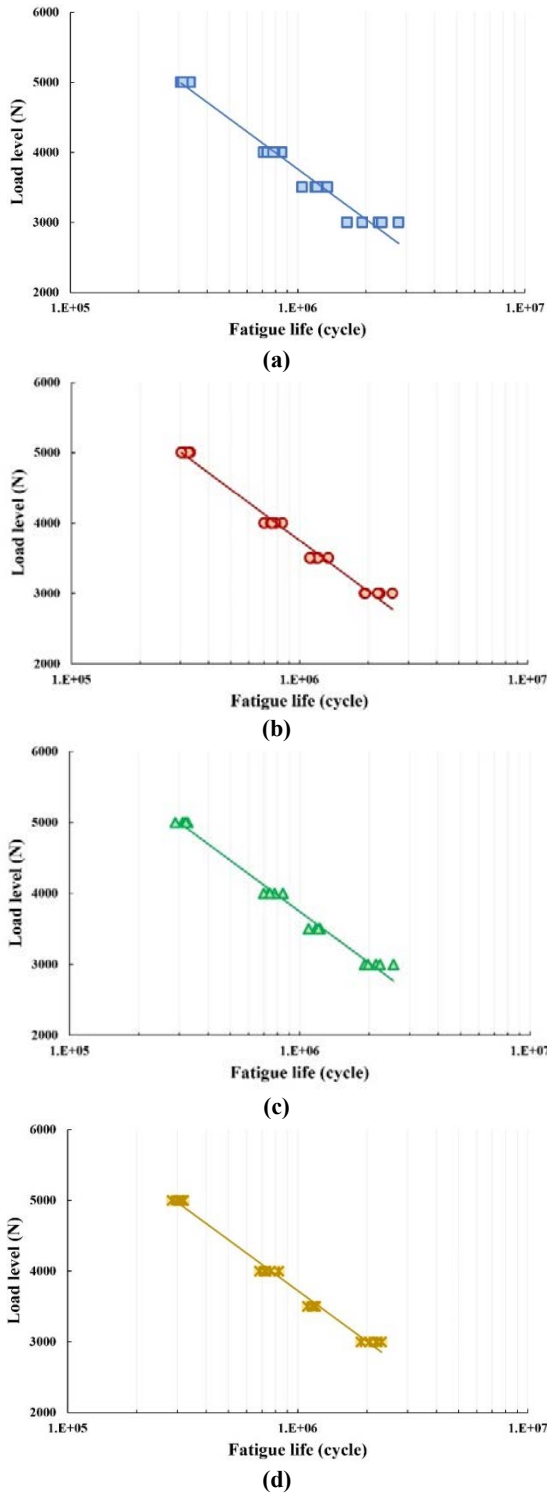 6000
5000
4000
3000
2000
Load level (N)
1.E+05 1.E+06 1.E+07
Fatigue life (cycle)
(a)
6000
5000
4000
3000
2000
Load level (N)
1.E+05 1.E+06 1.E+07
Fatigue life (cycle)
(b)
6000
5000
4000
3000
2000
Load level (N)
1.E+05 1.E+06 1.E+07
Fatigue life (cycle)
(c)
6000
5000
4000
3000
2000
Load level (N)
1.E+05 1.E+06 1.E+07
Fatigue life (cycle)
(d)